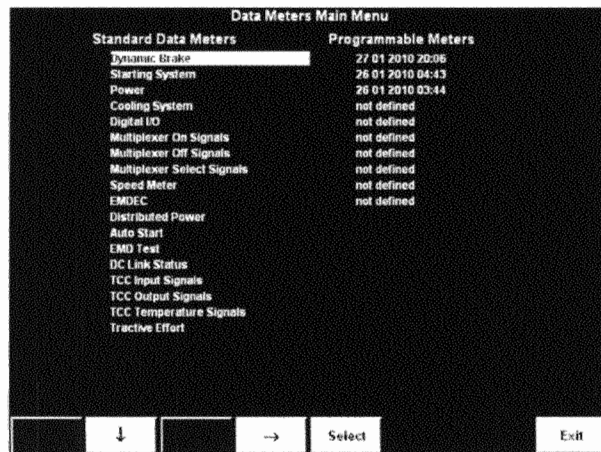 Data Meters Main Menu
Standard Data Meters Programmable Meters
Dynamic Brake 27 01 2010 20:06
Starting System 26 01 2010 04:43
Power 26 01 2010 03:44
Cooling System not defined
Digital I/O not defined
Multiplexer On Signals not defined
Multiplexer Off Signals not defined
Multiplexer Select Signals not defined
Speed Meter not defined
EMDEC not defined
Distributed Power
Auto Start
EMD Test
DC Link Status
TCC Input Signals
TCC Output Signals
TCC Temperature Signals
Tractive Effort
↓ → Select Exit